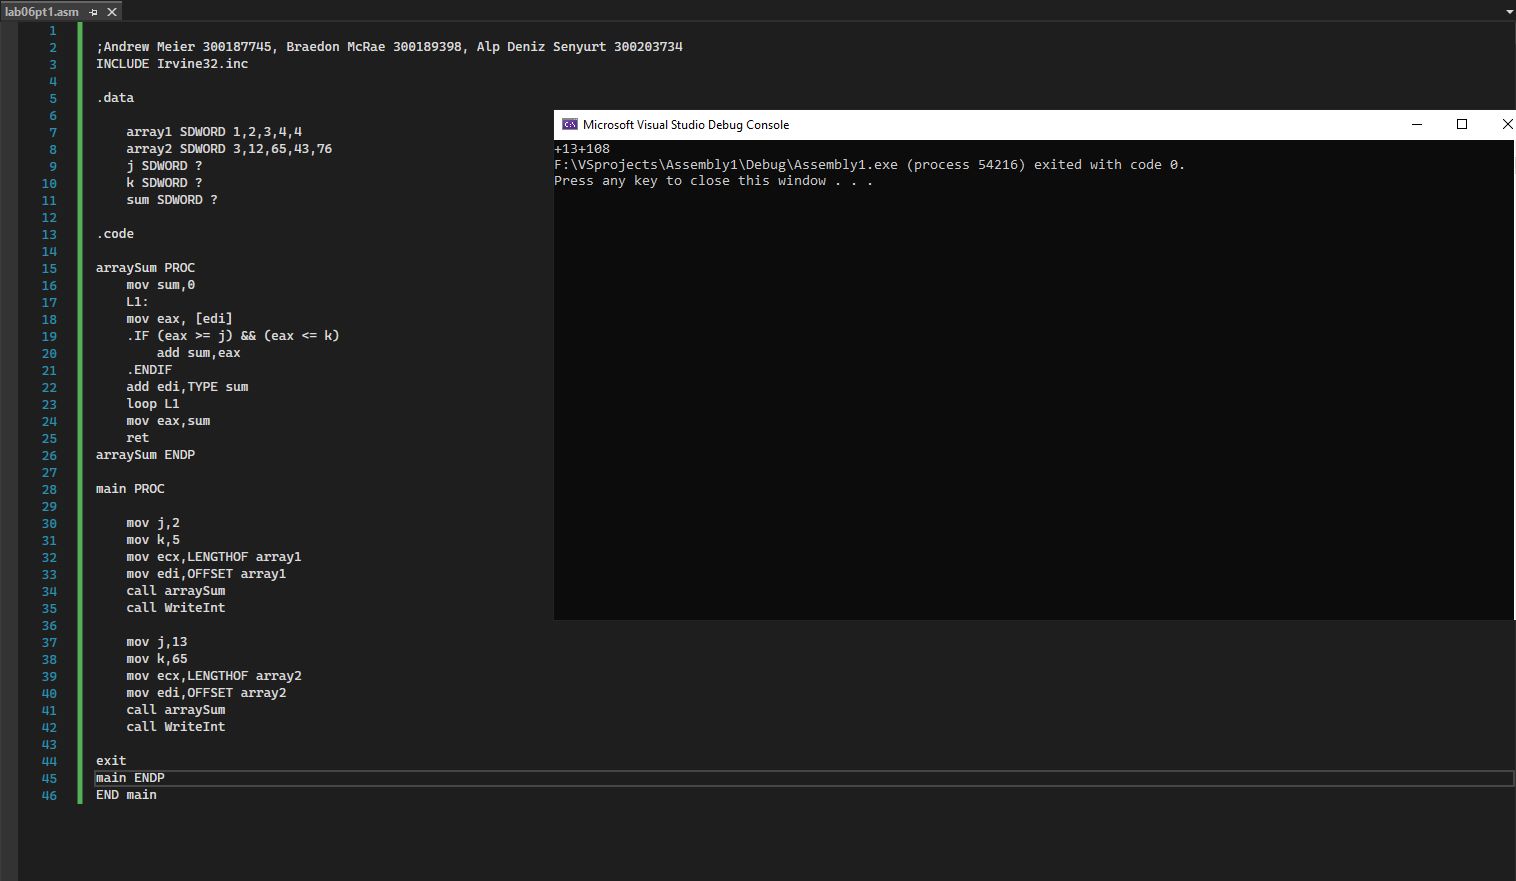 lab06pt1.asm
1
2 ;Andrew Meier 300187745, Braedon McRae 300189398, Alp Deniz Senyurt 300203734
3 INCLUDE Irvine32.inc
4
5 .data
6
7 array1 SDWORD 1,2,3,4,4
8 array2 SDWORD 3,12,65,43,76
9 j SDWORD ?
10 k SDWORD ?
11 sum SDWORD ?
12
13 .code
14
15 arraySum PROC
16 mov sum,0
17 L1:
18 mov eax, [edi]
19 .IF (eax >= j) && (eax <= k)
20 add sum,eax
21 .ENDIF
22 add edi,TYPE sum
23 loop L1
24 mov eax,sum
25 ret
26 arraySum ENDP
27
28 main PROC
29
30 mov j,2
31 mov k,5
32 mov ecx,LENGTHOF array1
33 mov edi,OFFSET array1
34 call arraySum
35 call WriteInt
36
37 mov j,13
38 mov k,65
39 mov ecx,LENGTHOF array2
40 mov edi,OFFSET array2
41 call arraySum
42 call WriteInt
43
44 exit
45 main ENDP
46 END main
C:\ Microsoft Visual Studio Debug Console
+13+108
F:\VSprojects\Assembly1\Debug\Assembly1.exe (process 54216) exited with code 0.
Press any key to close this window . . .